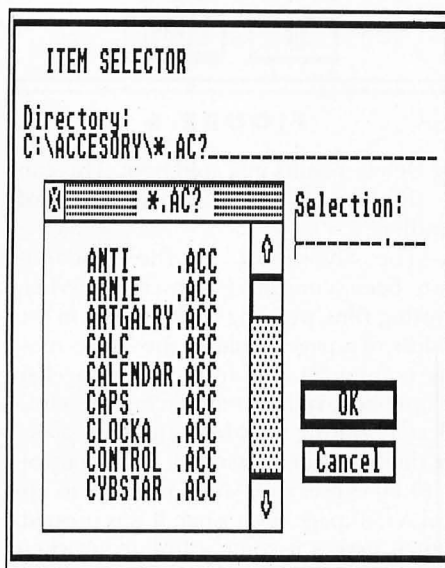 ITEM SELECTOR
Directory:
C:\ACCESORY\*.AC?
*.AC?
Selection:
ANTI    .ACC
ARNIE   .ACC
ARTGALRY.ACC
CALC    .ACC
CALENDAR.ACC
CAPS    .ACC
CLOCKA  .ACC
CONTROL .ACC
CYBSTAR .ACC
OK
Cancel